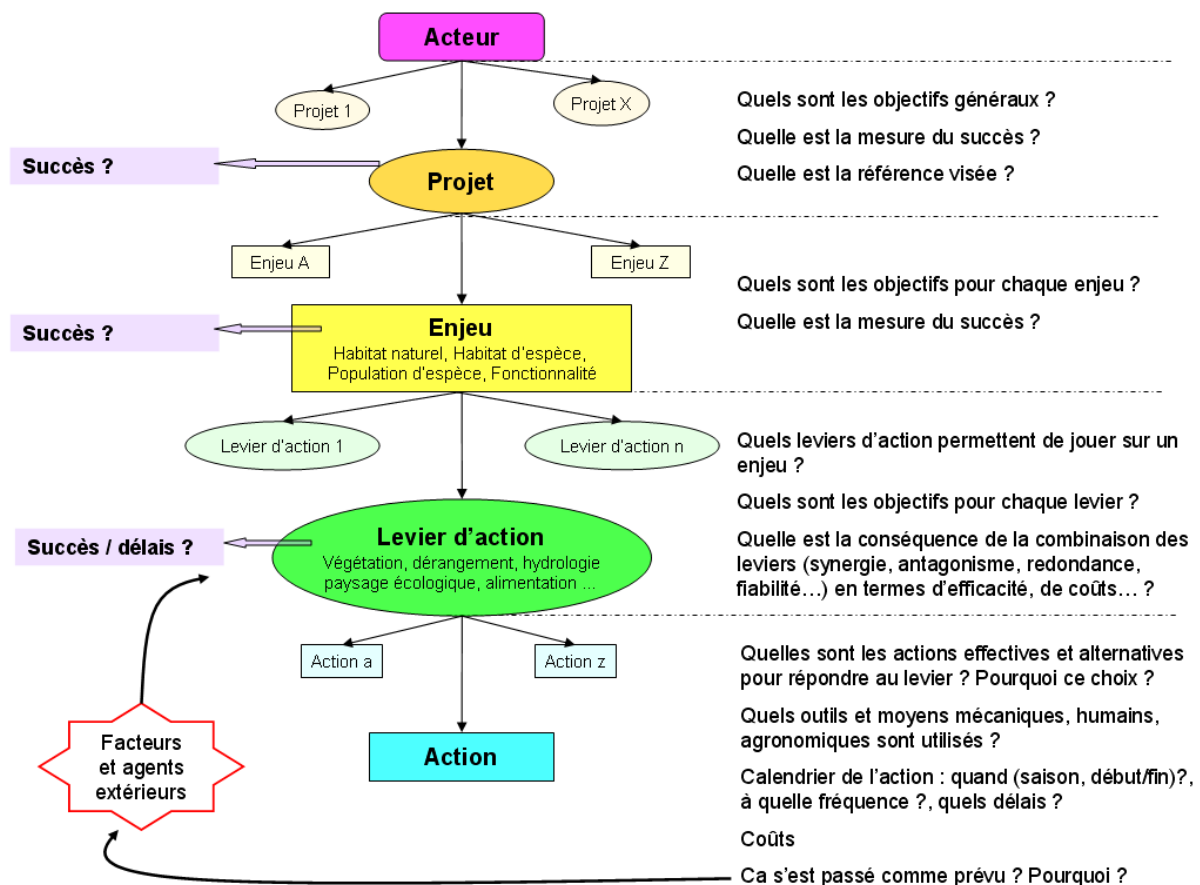 Acteur
Projet 1
Projet X
Quels sont les objectifs généraux ?
Quelle est la mesure du succès ?
Quelle est la référence visée ?
Succès ?
Projet
Enjeu A
Enjeu Z
Quels sont les objectifs pour chaque enjeu ?
Quelle est la mesure du succès ?
Succès ?
Enjeu
Habitat naturel, Habitat d'espèce,
Population d'espèce, Fonctionnalité
Levier d'action 1
Levier d'action n
Quels leviers d'action permettent de jouer sur un
enjeu ?
Quels sont les objectifs pour chaque levier ?
Quelle est la conséquence de la combinaison des
leviers (synergie, antagonisme, redondance,
fiabilité…) en termes d'efficacité, de coûts… ?
Succès / délais ?
Levier d'action
Végétation, dérangement, hydrologie
paysage écologique, alimentation ...
Action a
Action z
Quelles sont les actions effectives et alternatives
pour répondre au levier ? Pourquoi ce choix ?
Quels outils et moyens mécaniques, humains,
agronomiques sont utilisés ?
Calendrier de l'action : quand (saison, début/fin)?,
à quelle fréquence ?, quels délais ?
Coûts
Ca s'est passé comme prévu ? Pourquoi ?
Action
Facteurs
et agents
extérieurs